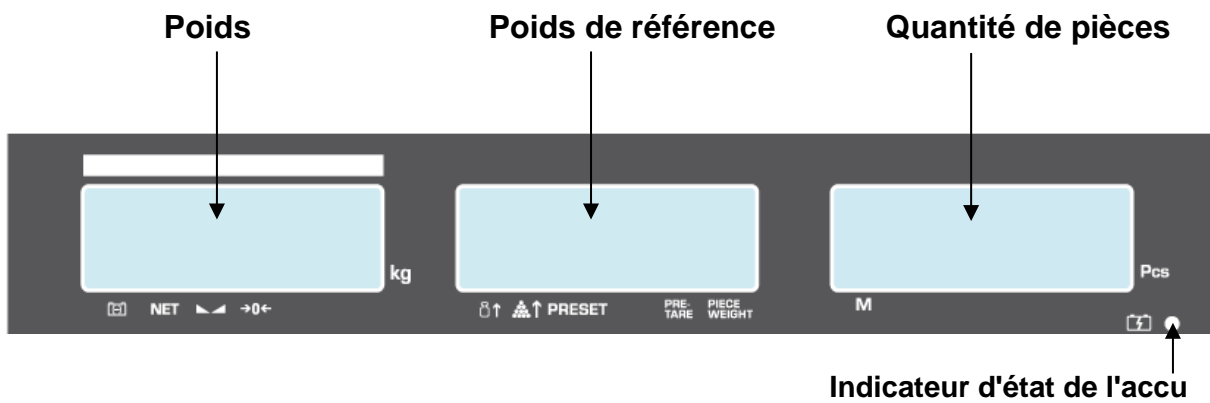 Poids Poids de référence Quantité de pièces
kg Pcs
NET →0← PRESET PRE-TARE PIECE WEIGHT M
Indicateur d'état de l'accu